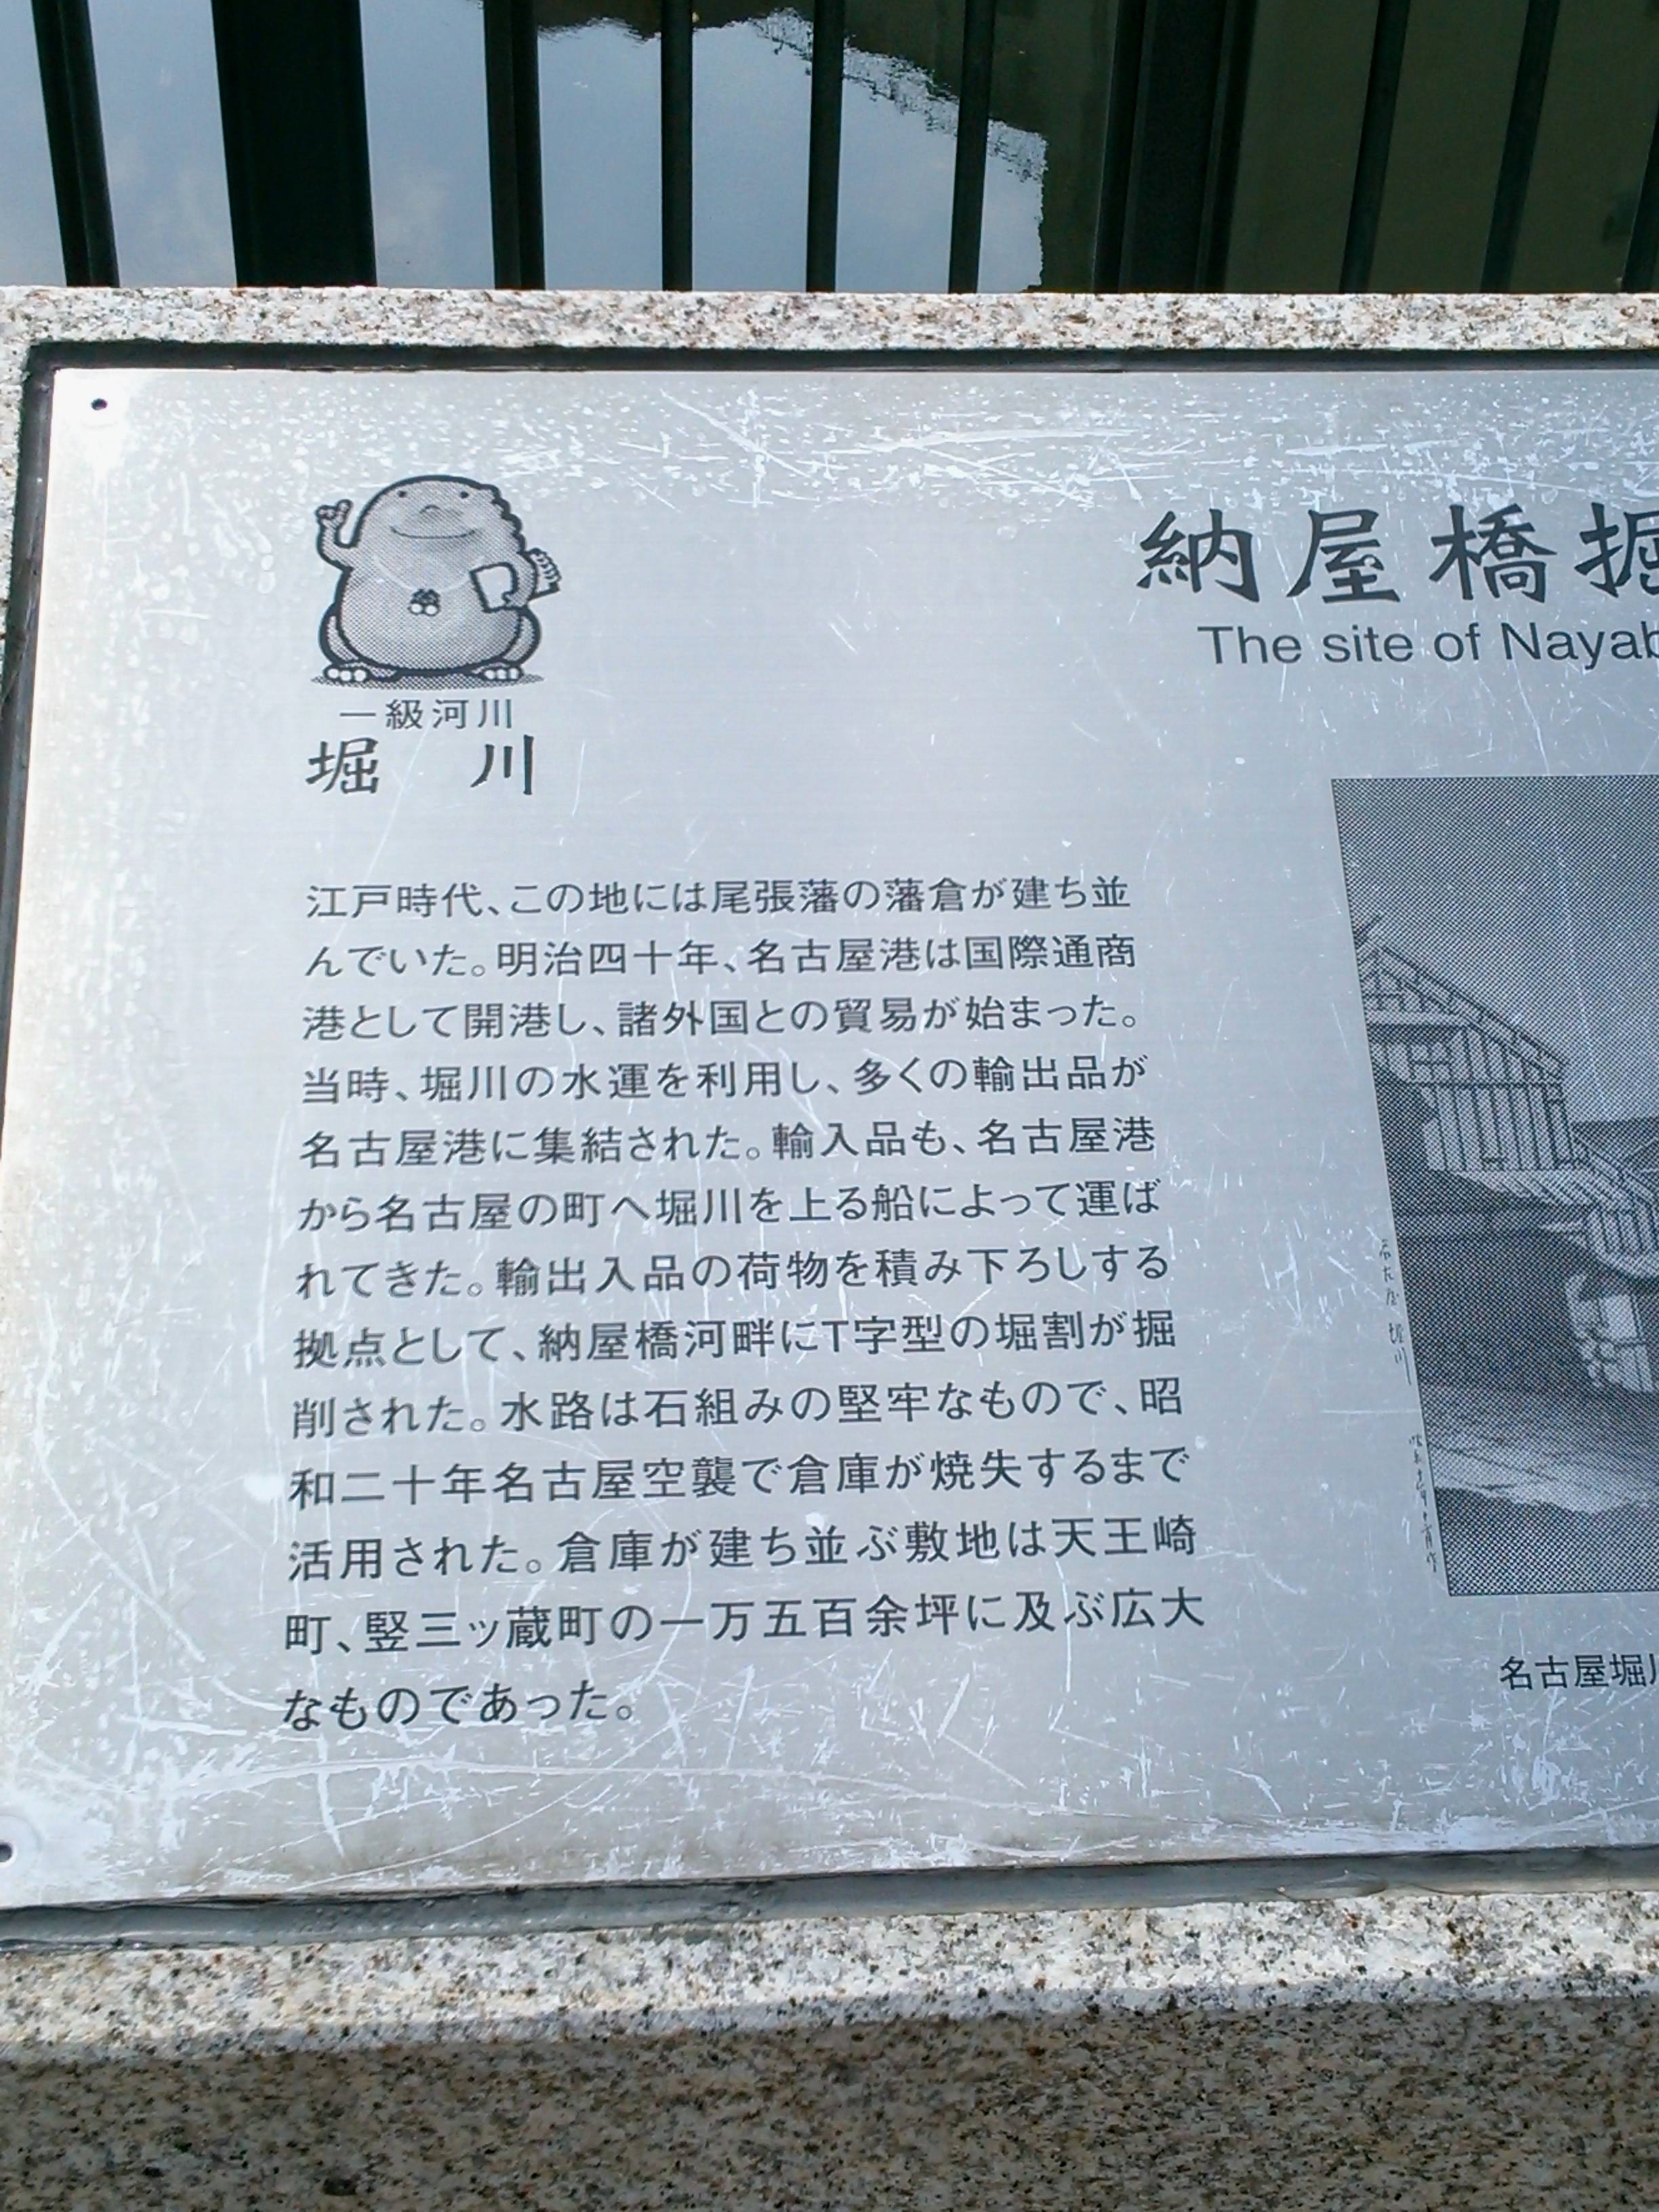 納屋橋掘
The site of Nayab
一級河川
堀川
江戸時代、この地には尾張藩の藩倉が建ち並
んでいた。明治四十年、名古屋港は国際通商
港として開港し、諸外国との貿易が始まった。
当時、堀川の水運を利用し、多くの輸出品が
名古屋港に集結された。輸入品も、名古屋港
から名古屋の町へ堀川を上る船によって運ば
れてきた。輸出入品の荷物を積み下ろしする
拠点として、納屋橋河畔にT字型の堀割が掘
削された。水路は石組みの堅牢なもので、昭
和二十年名古屋空襲で倉庫が焼失するまで
活用された。倉庫が建ち並ぶ敷地は天王崎
町、竪三ッ蔵町の一万五百余坪に及ぶ広大
なものであった。
名古屋 堀川
名古屋堀川